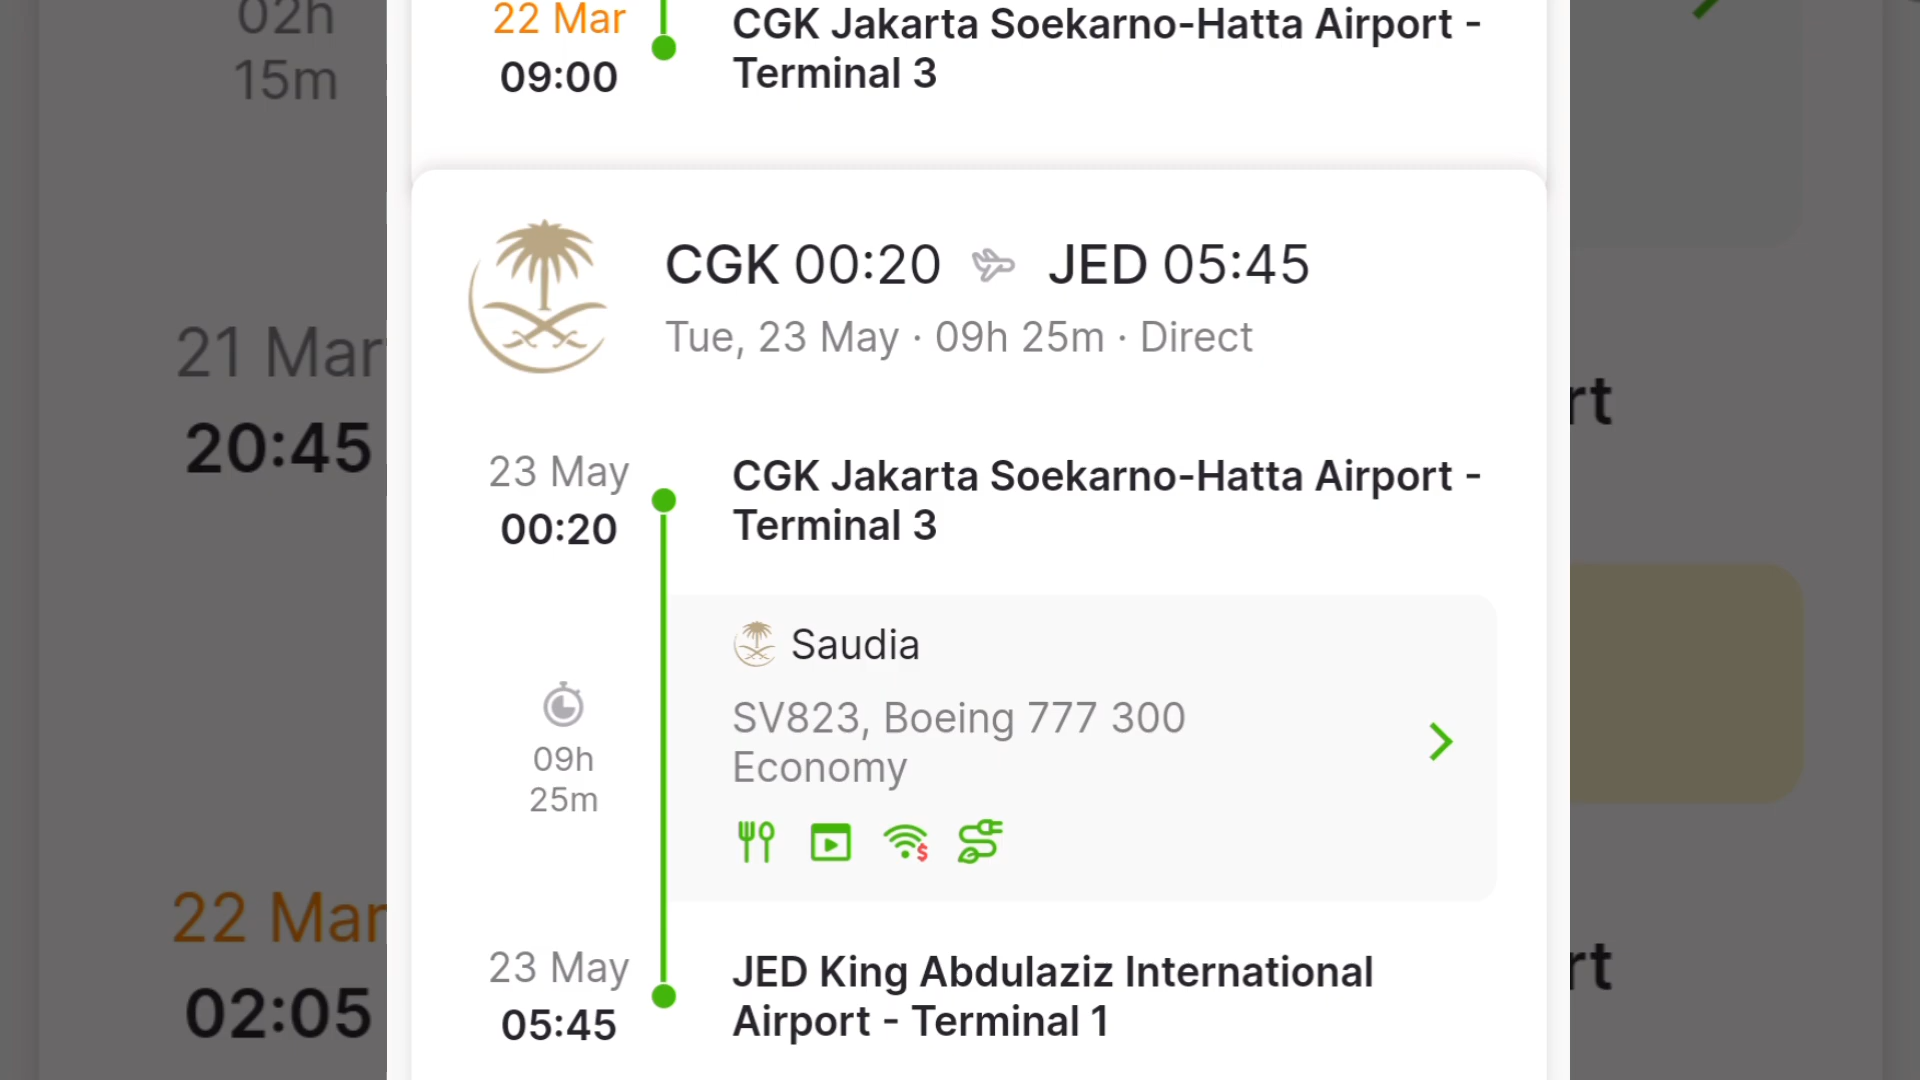 02h
15m
21 Mar
20:45
22 Mar
02:05
22 Mar
09:00
CGK Jakarta Soekarno-Hatta Airport -
Terminal 3
CGK 00:20 JED 05:45
Tue, 23 May · 09h 25m · Direct
23 May
00:20
CGK Jakarta Soekarno-Hatta Airport -
Terminal 3
09h
25m
Saudia
SV823, Boeing 777 300
Economy
$
23 May
05:45
JED King Abdulaziz International
Airport - Terminal 1
rt
rt